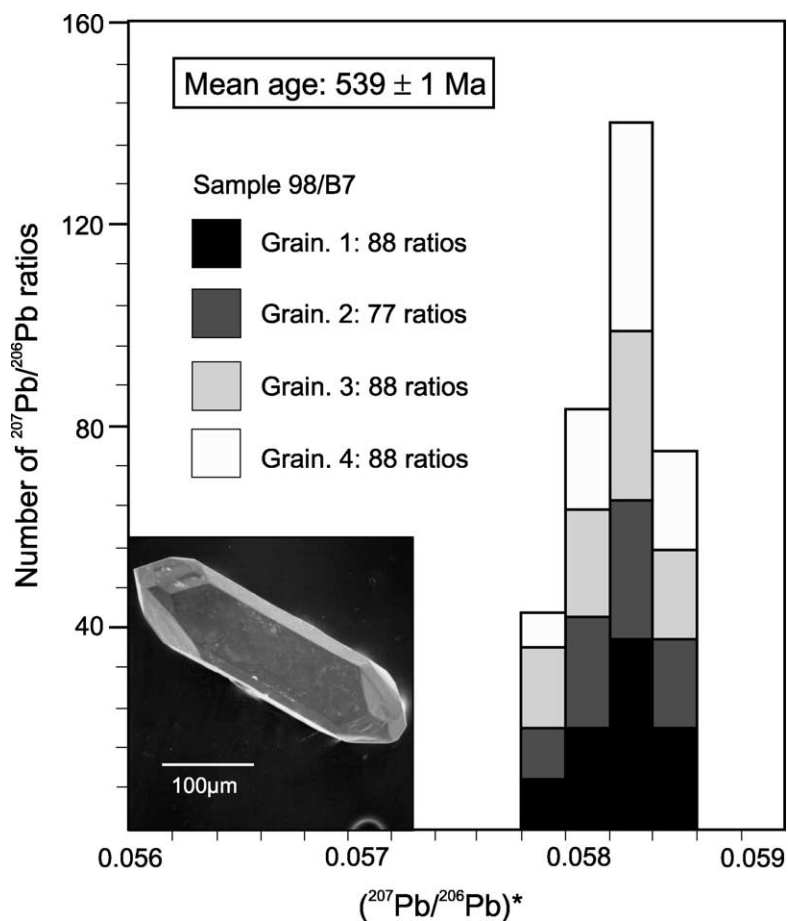 160
Mean age: 539 ± 1 Ma
Sample 98/B7
Grain. 1: 88 ratios
120
Grain. 2: 77 ratios
Grain. 3: 88 ratios
80
Grain. 4: 88 ratios
40
Number of ²⁰⁷Pb/²⁰⁶Pb ratios
100µm
0.056 0.057 0.058 0.059
(²⁰⁷Pb/²⁰⁶Pb)*